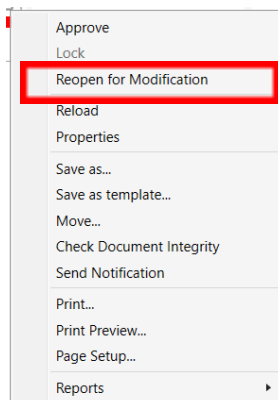 Approve
Lock
Reopen for Modification
Reload
Properties
Save as...
Save as template...
Move...
Check Document Integrity
Send Notification
Print...
Print Preview...
Page Setup...
Reports